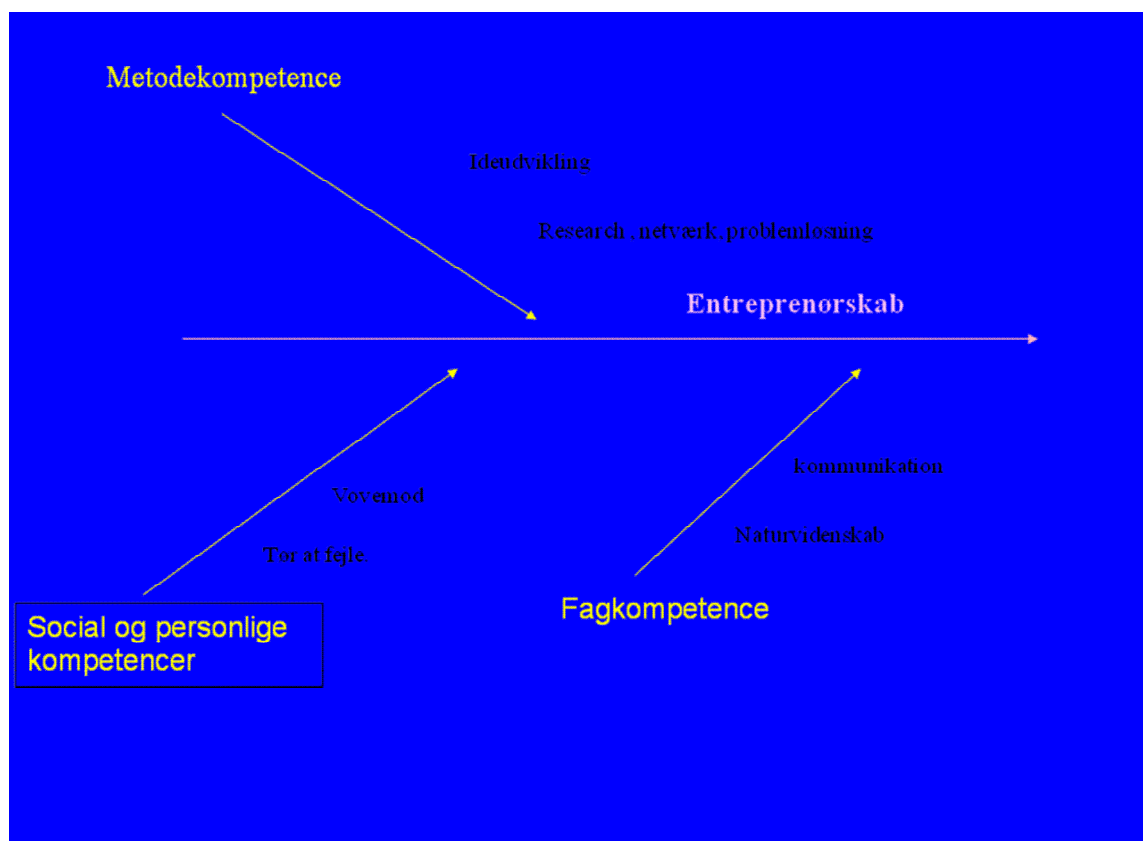 Metodekompetence
Ideudvikling
Research , netværk, problemløsning
Entreprenørskab
kommunikation
Vovemod
Naturvidenskab
Tør at fejle.
Fagkompetence
Social og personlige
kompetencer